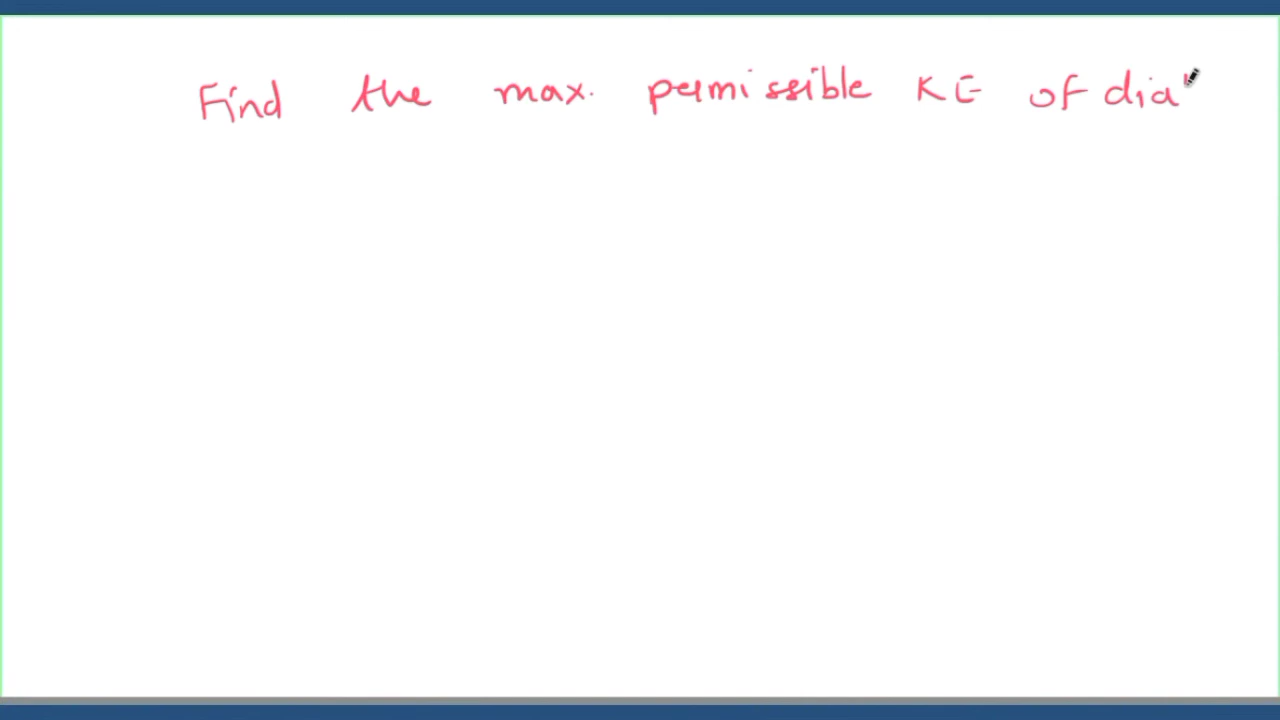 Find the max. permissible KE of dia